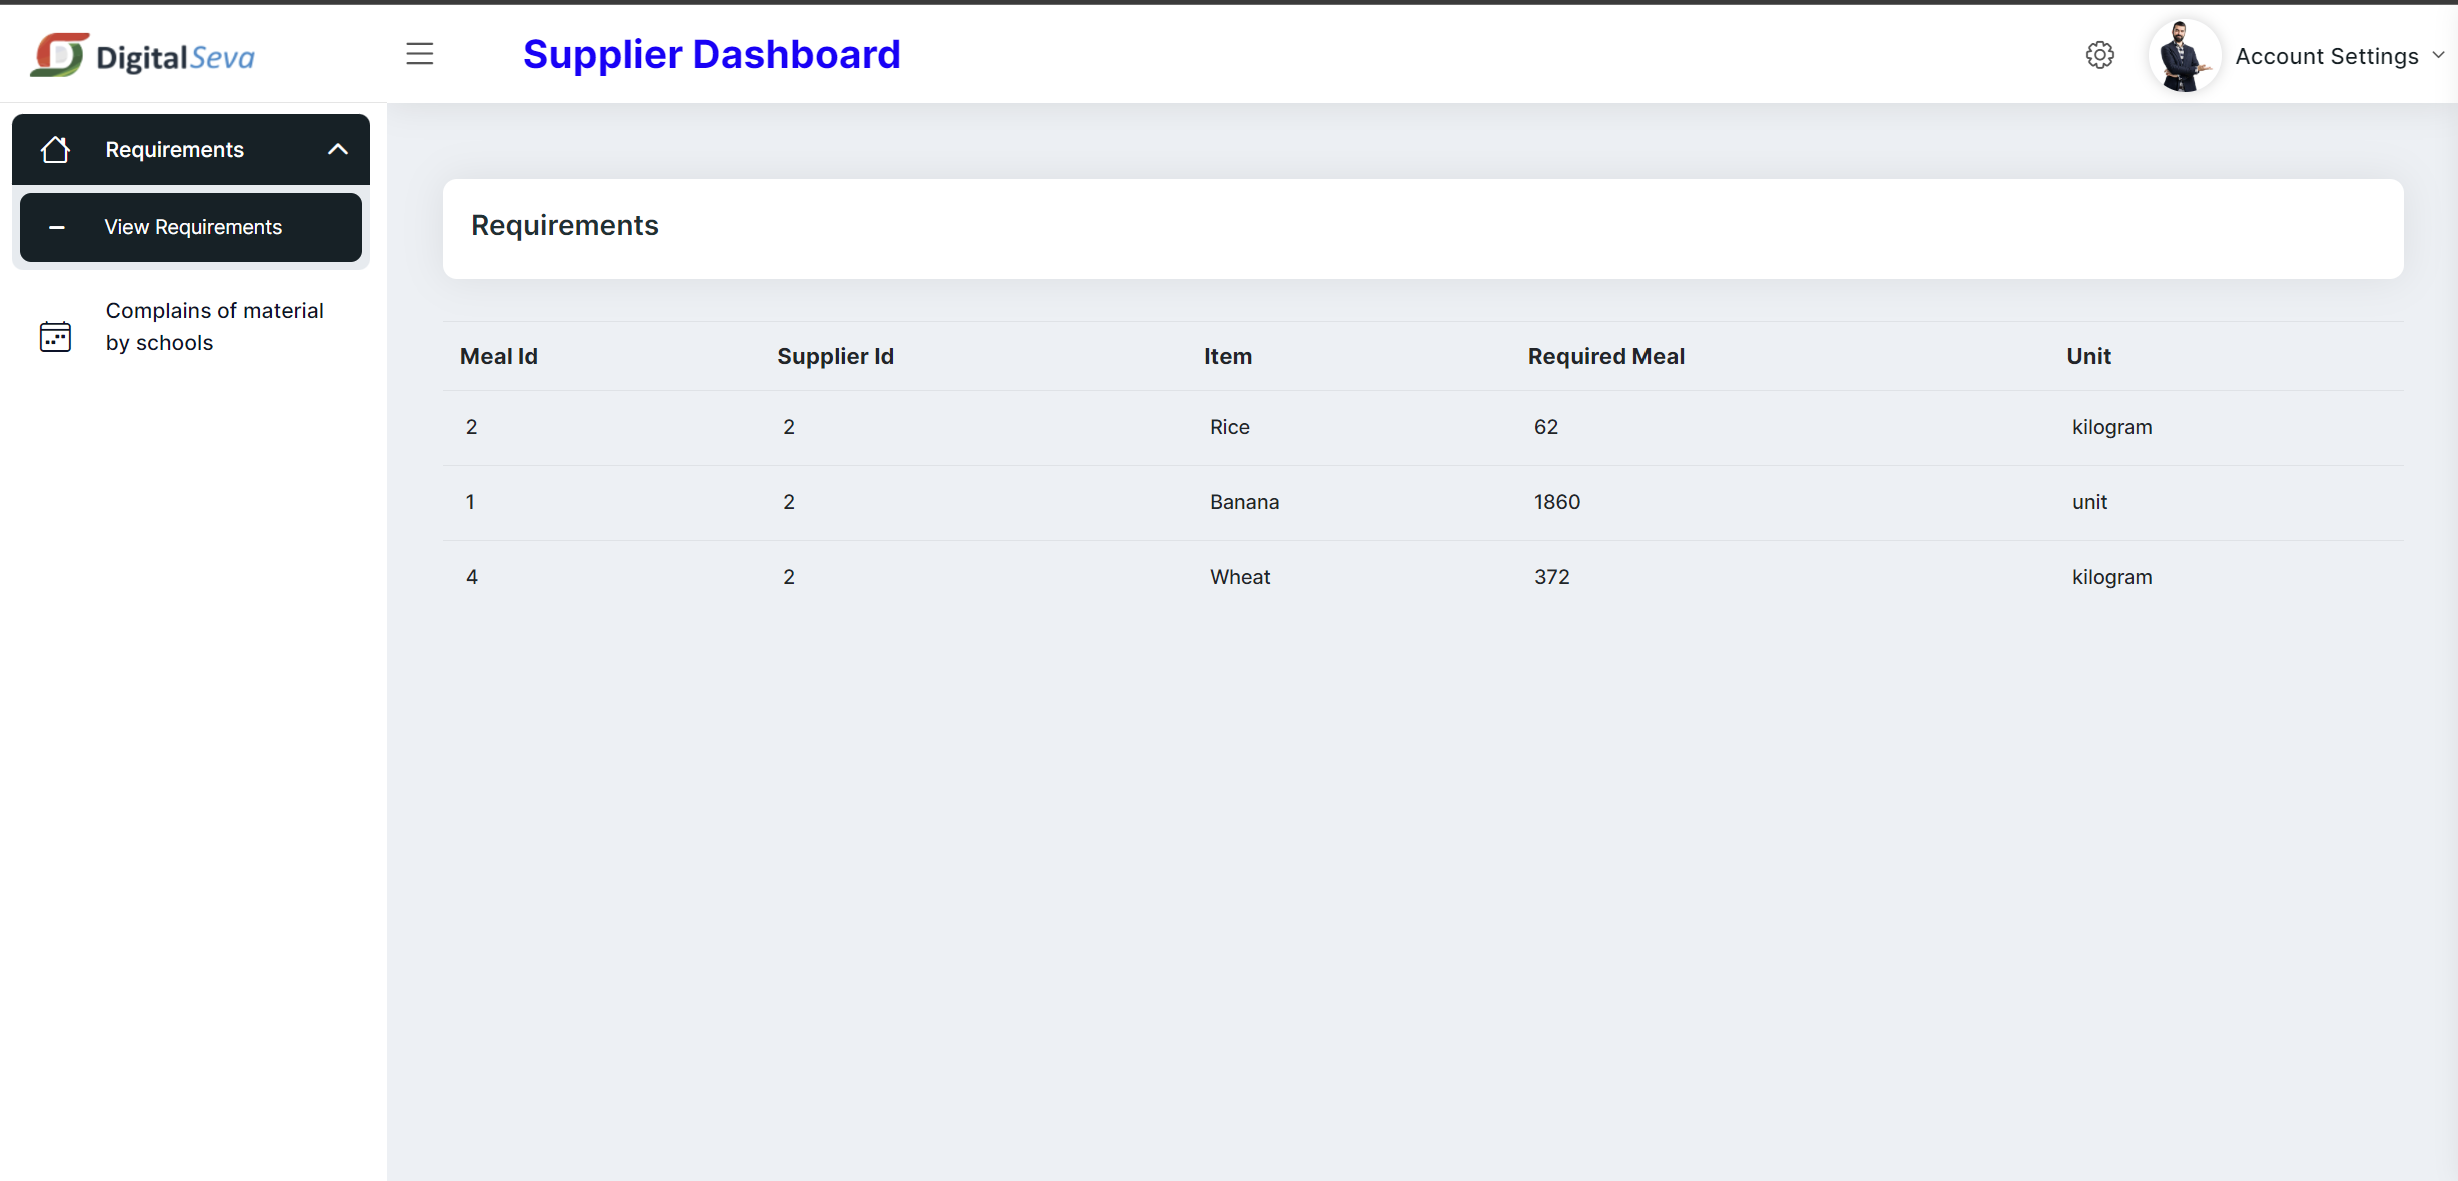 DigitalSeva
Supplier Dashboard
Account Settings
Requirements
View Requirements
Complains of material
by schools
Requirements
Meal Id Supplier Id Item Required Meal Unit
2 2 Rice 62 kilogram
1 2 Banana 1860 unit
4 2 Wheat 372 kilogram